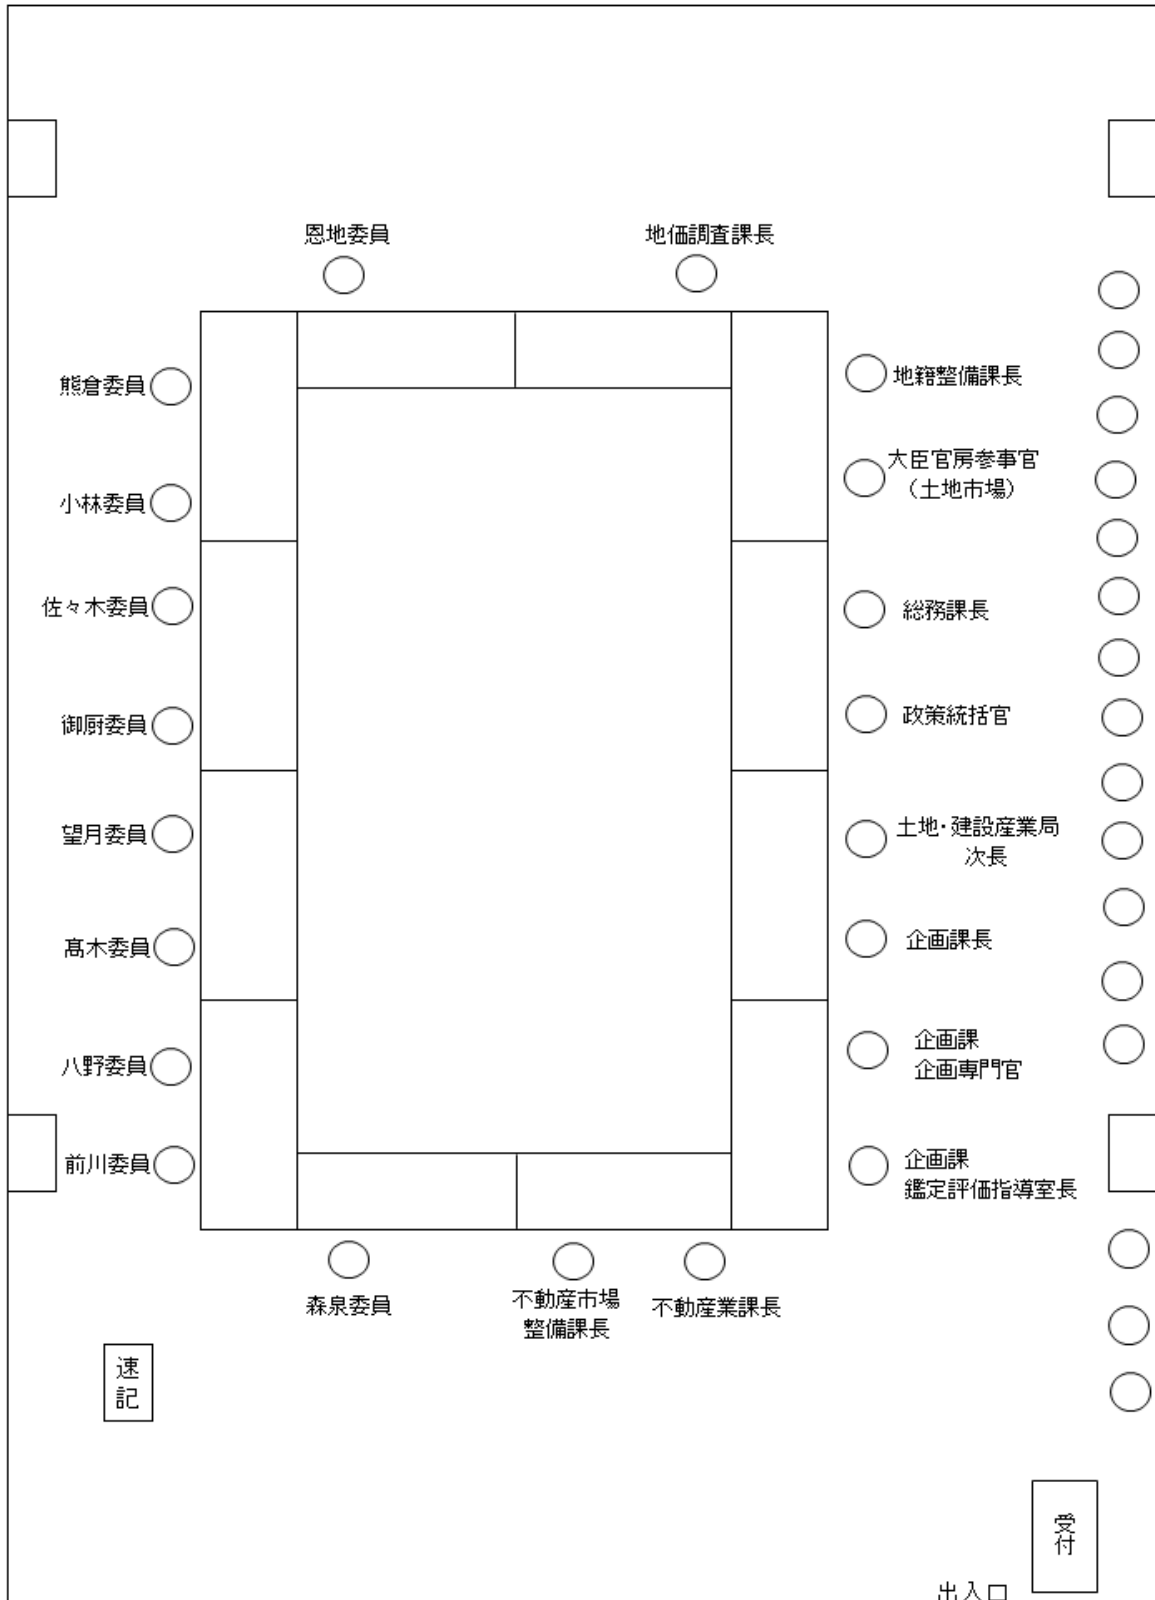 恩地委員
地価調査課長
熊倉委員
地籍整備課長
小林委員
大臣官房参事官
（土地市場）
佐々木委員
総務課長
御厨委員
政策統括官
望月委員
土地・建設産業局
次長
髙木委員
企画課長
八野委員
企画課
企画専門官
前川委員
企画課
鑑定評価指導室長
森泉委員
不動産市場
整備課長
不動産業課長
速記
受付
出入口